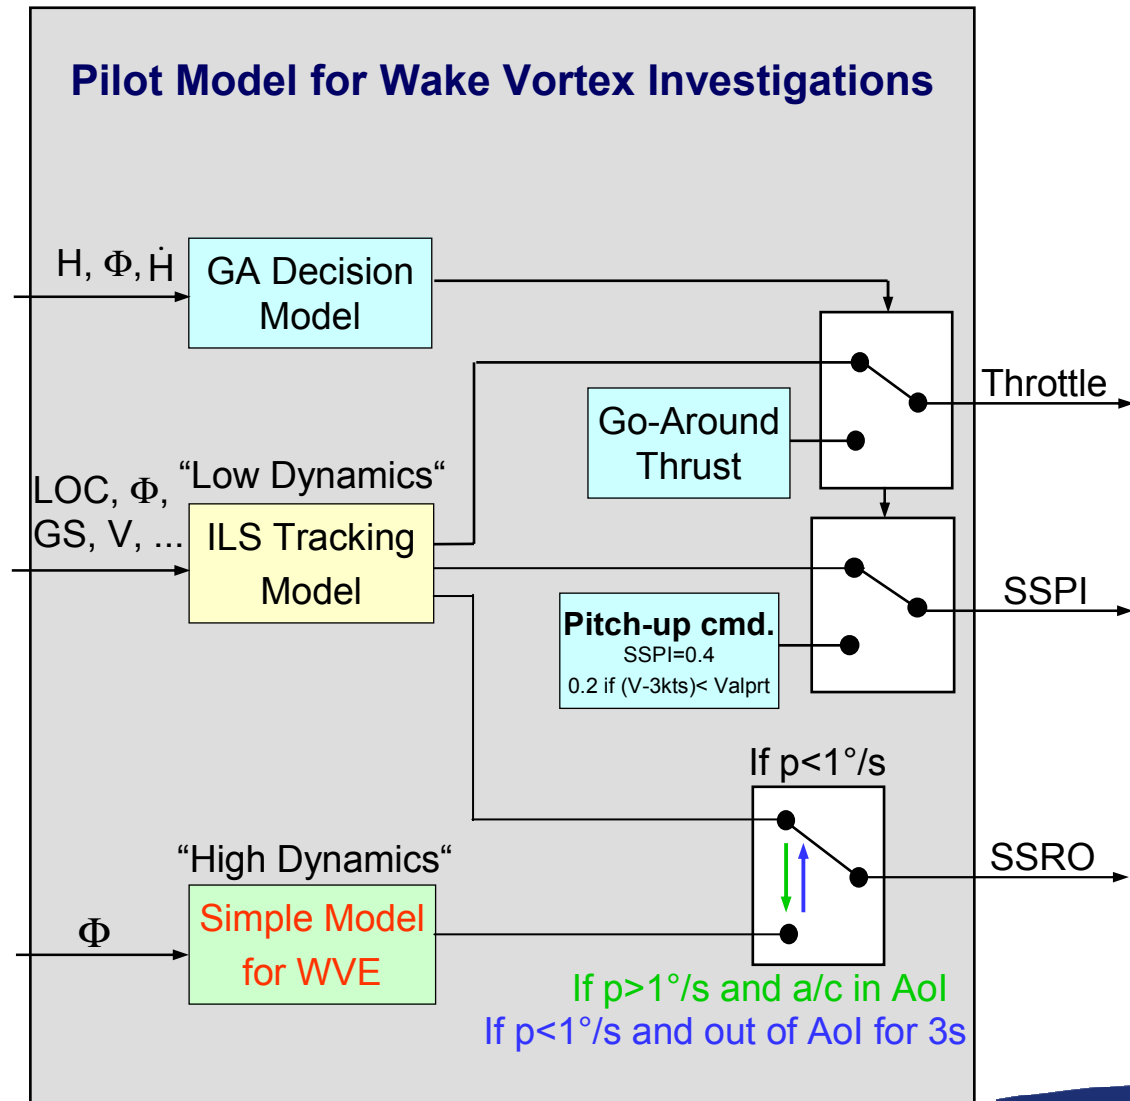 Pilot Model for Wake Vortex Investigations
H, Φ, Ḣ
GA Decision
Model
Throttle
Go-Around
Thrust
“Low Dynamics“
LOC, Φ,
GS, V, ...
ILS Tracking
Model
SSPI
Pitch-up cmd.
SSPI=0.4
0.2 if (V-3kts)< Valprt
If p<1°/s
“High Dynamics“
SSRO
Φ
Simple Model
for WVE
If p>1°/s and a/c in AoI
If p<1°/s and out of AoI for 3s